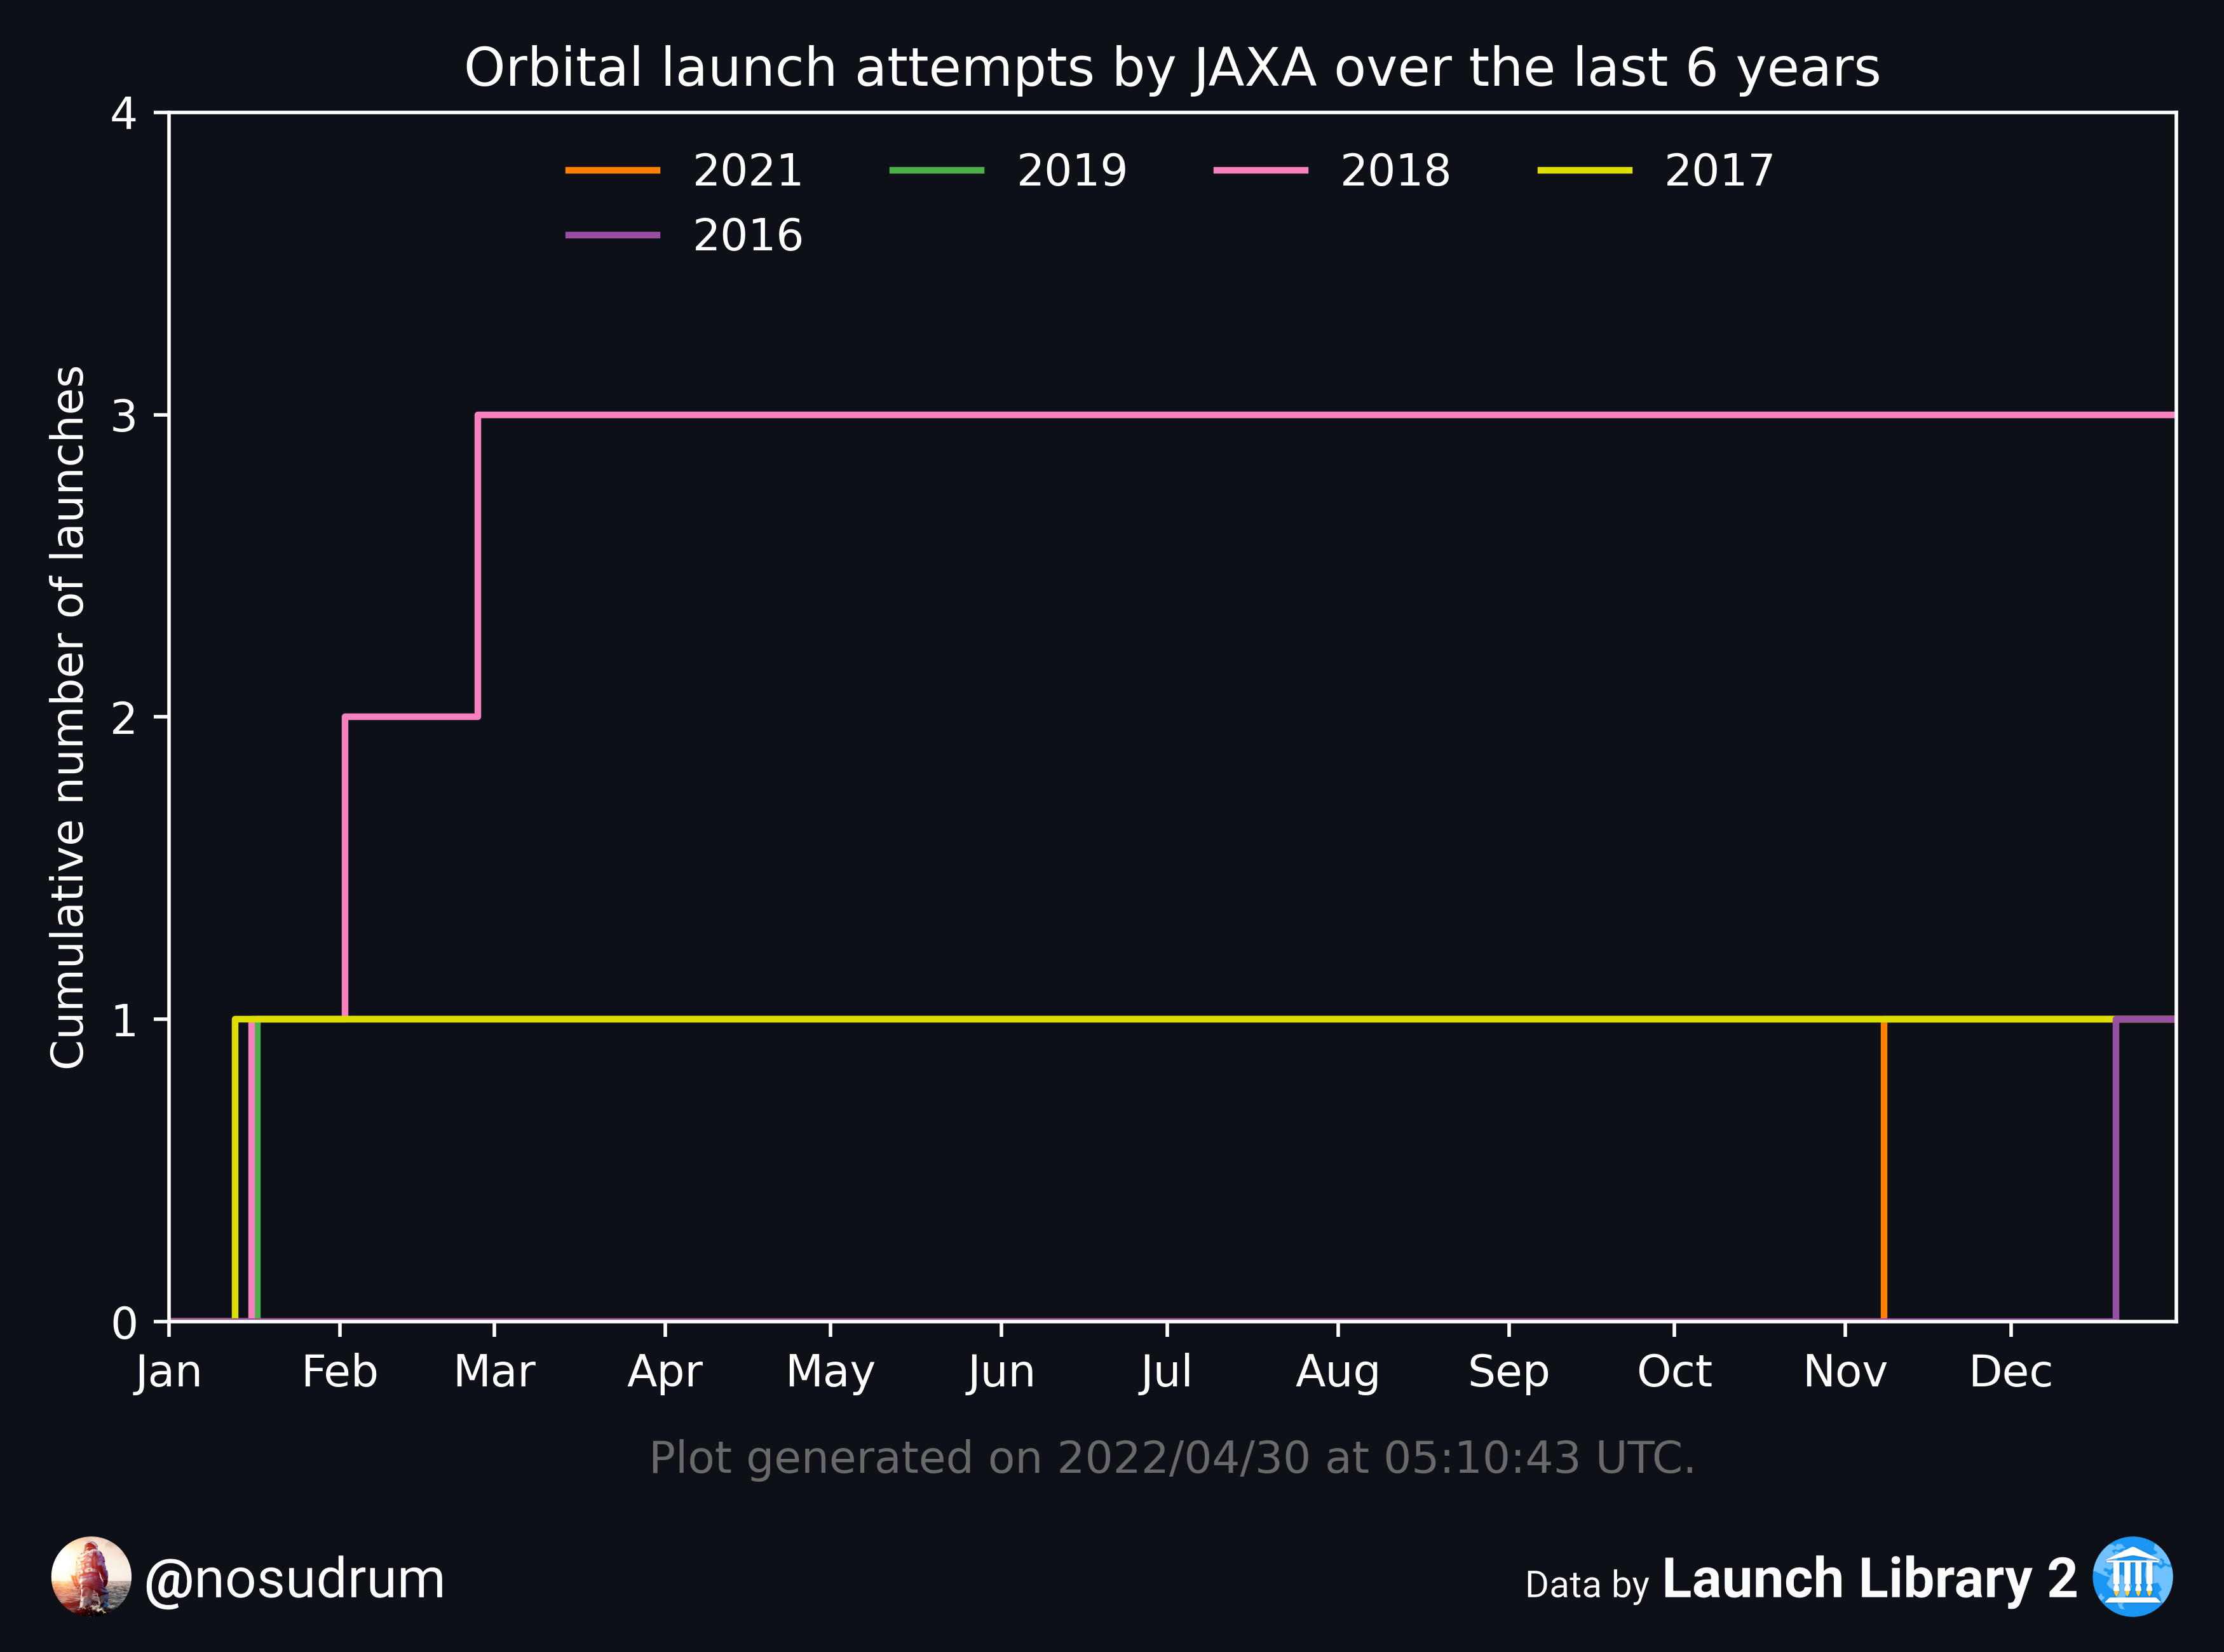 Orbital launch attempts by JAXA over the last 6 years
4
2021 2019 2018 2017
2016
Cumulative number of launches
3
2
1
0
Jan Feb Mar Apr May Jun Jul Aug Sep Oct Nov Dec
Plot generated on 2022/04/30 at 05:10:43 UTC.
@nosudrum
Data by Launch Library 2